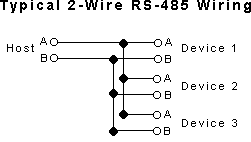 Typical 2-Wire RS-485 Wiring
Host A A Device 1
B B
A Device 2
B
A Device 3
B